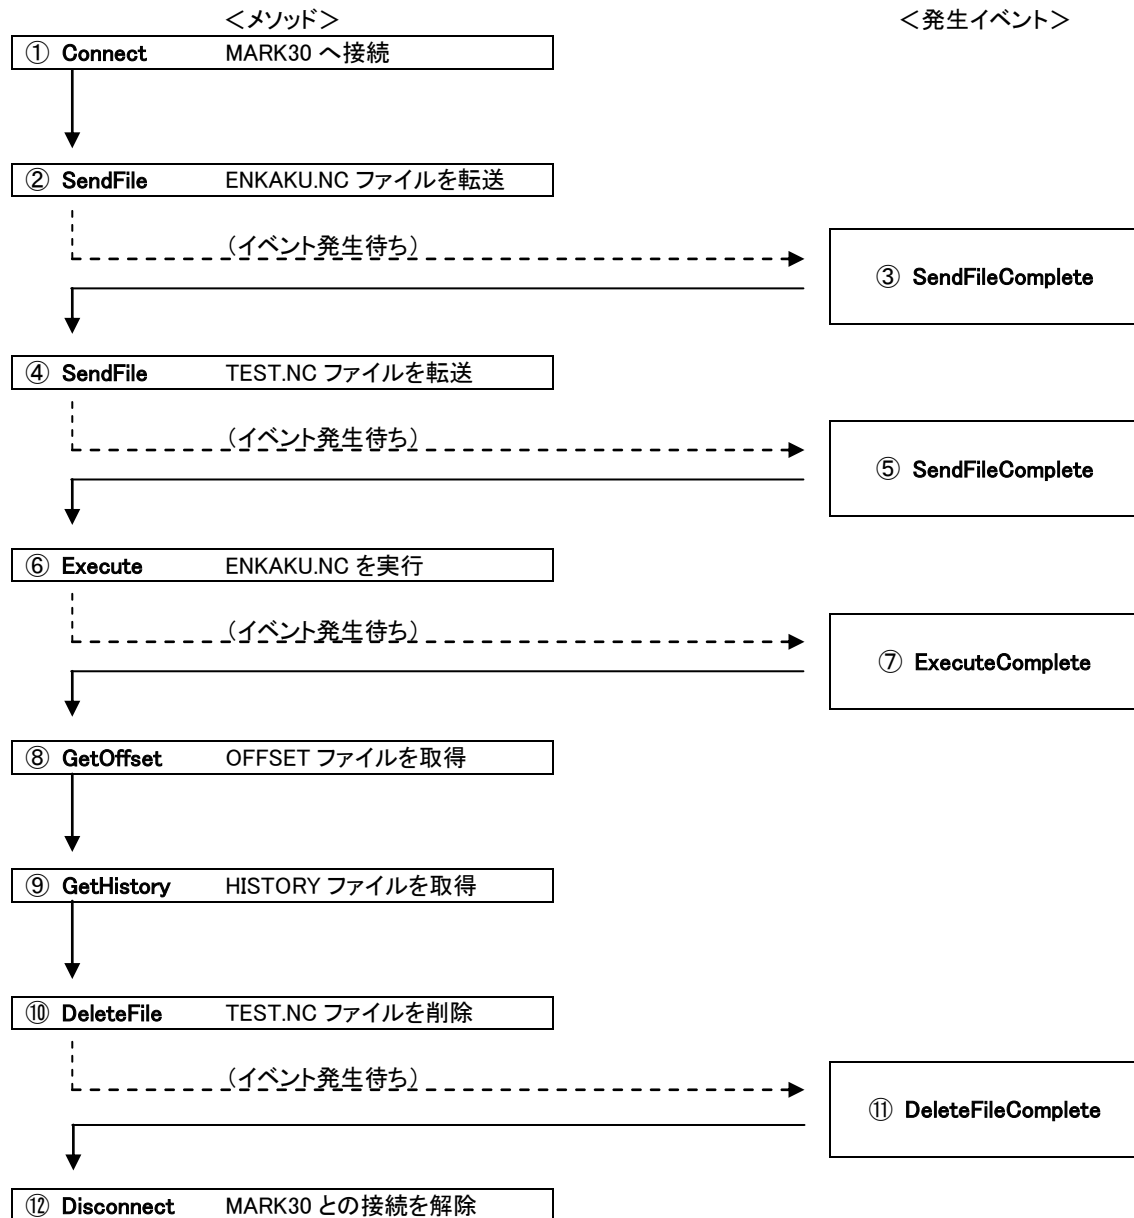 ＜メソッド＞ ＜発生イベント＞
① Connect MARK30 へ接続
② SendFile ENKAKU.NC ファイルを転送
（イベント発生待ち）
③ SendFileComplete
④ SendFile TEST.NC ファイルを転送
（イベント発生待ち）
⑤ SendFileComplete
⑥ Execute ENKAKU.NC を実行
（イベント発生待ち）
⑦ ExecuteComplete
⑧ GetOffset OFFSET ファイルを取得
⑨ GetHistory HISTORY ファイルを取得
⑩ DeleteFile TEST.NC ファイルを削除
（イベント発生待ち）
⑪ DeleteFileComplete
⑫ Disconnect MARK30 との接続を解除